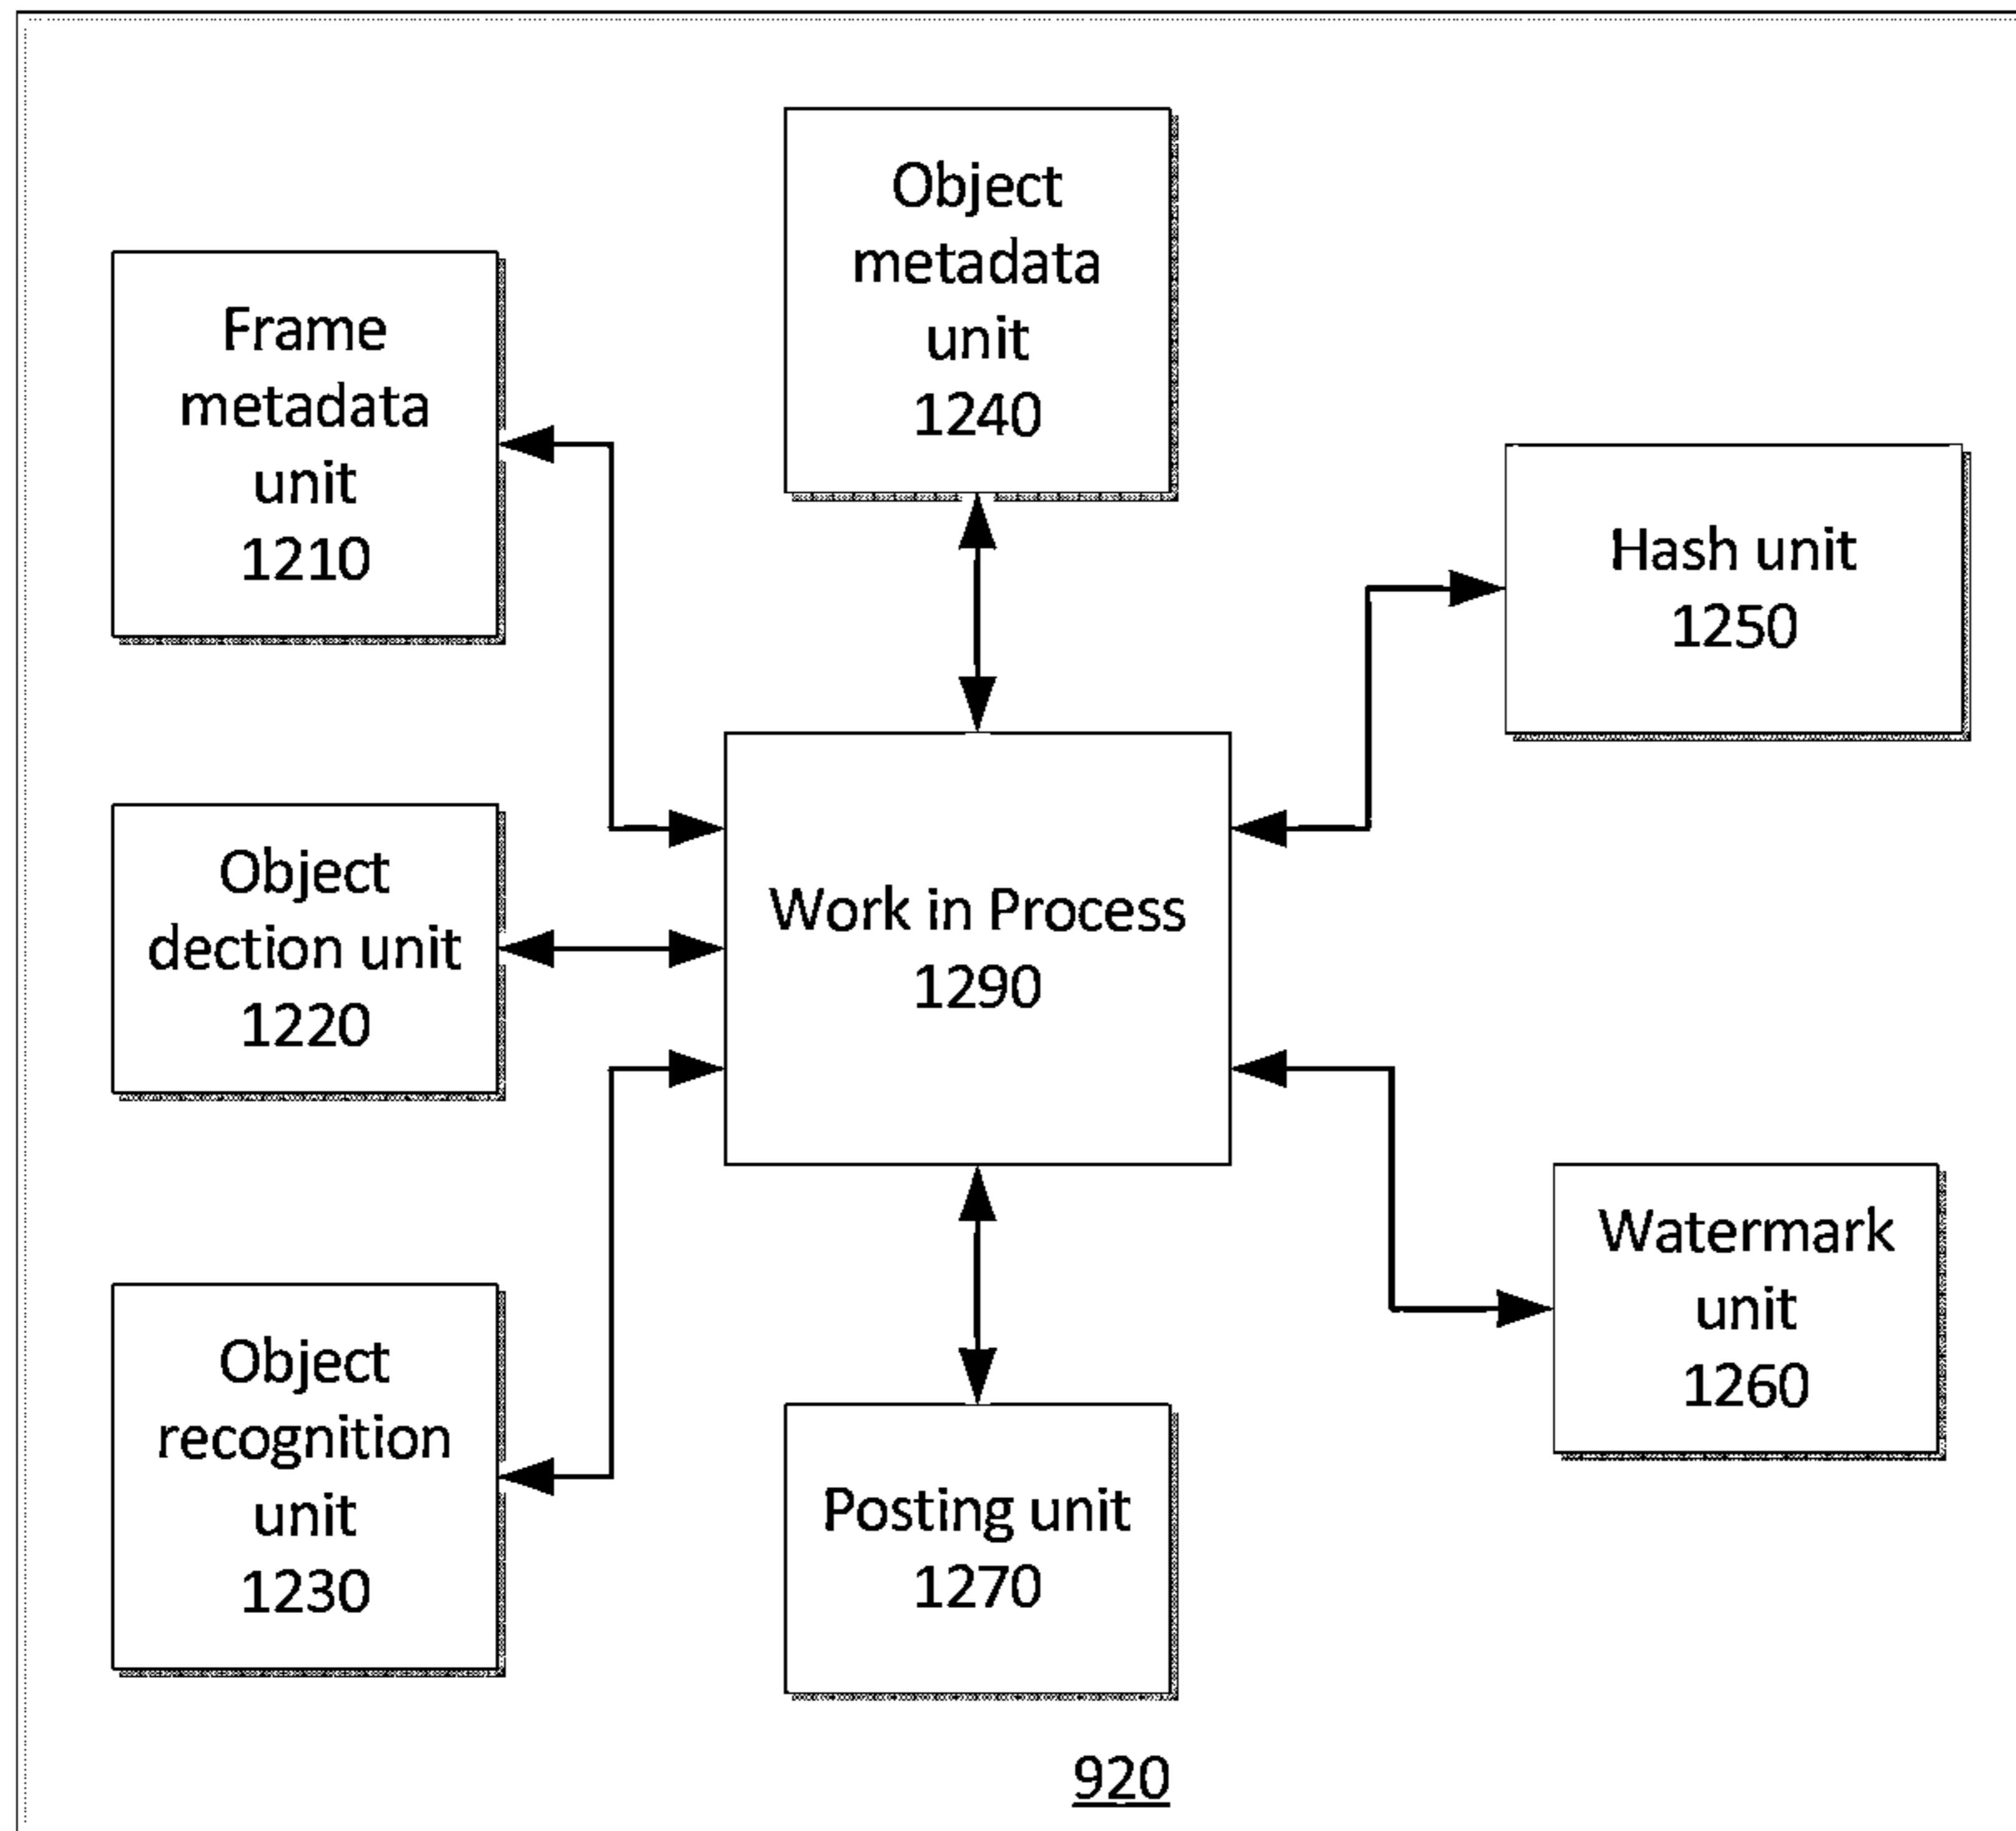 Object
metadata
unit
1240
Frame
metadata
unit
1210
Hash unit
1250
Object
dection unit
1220
Work in Process
1290
Watermark
unit
1260
Object
recognition
unit
1230
Posting unit
1270
920